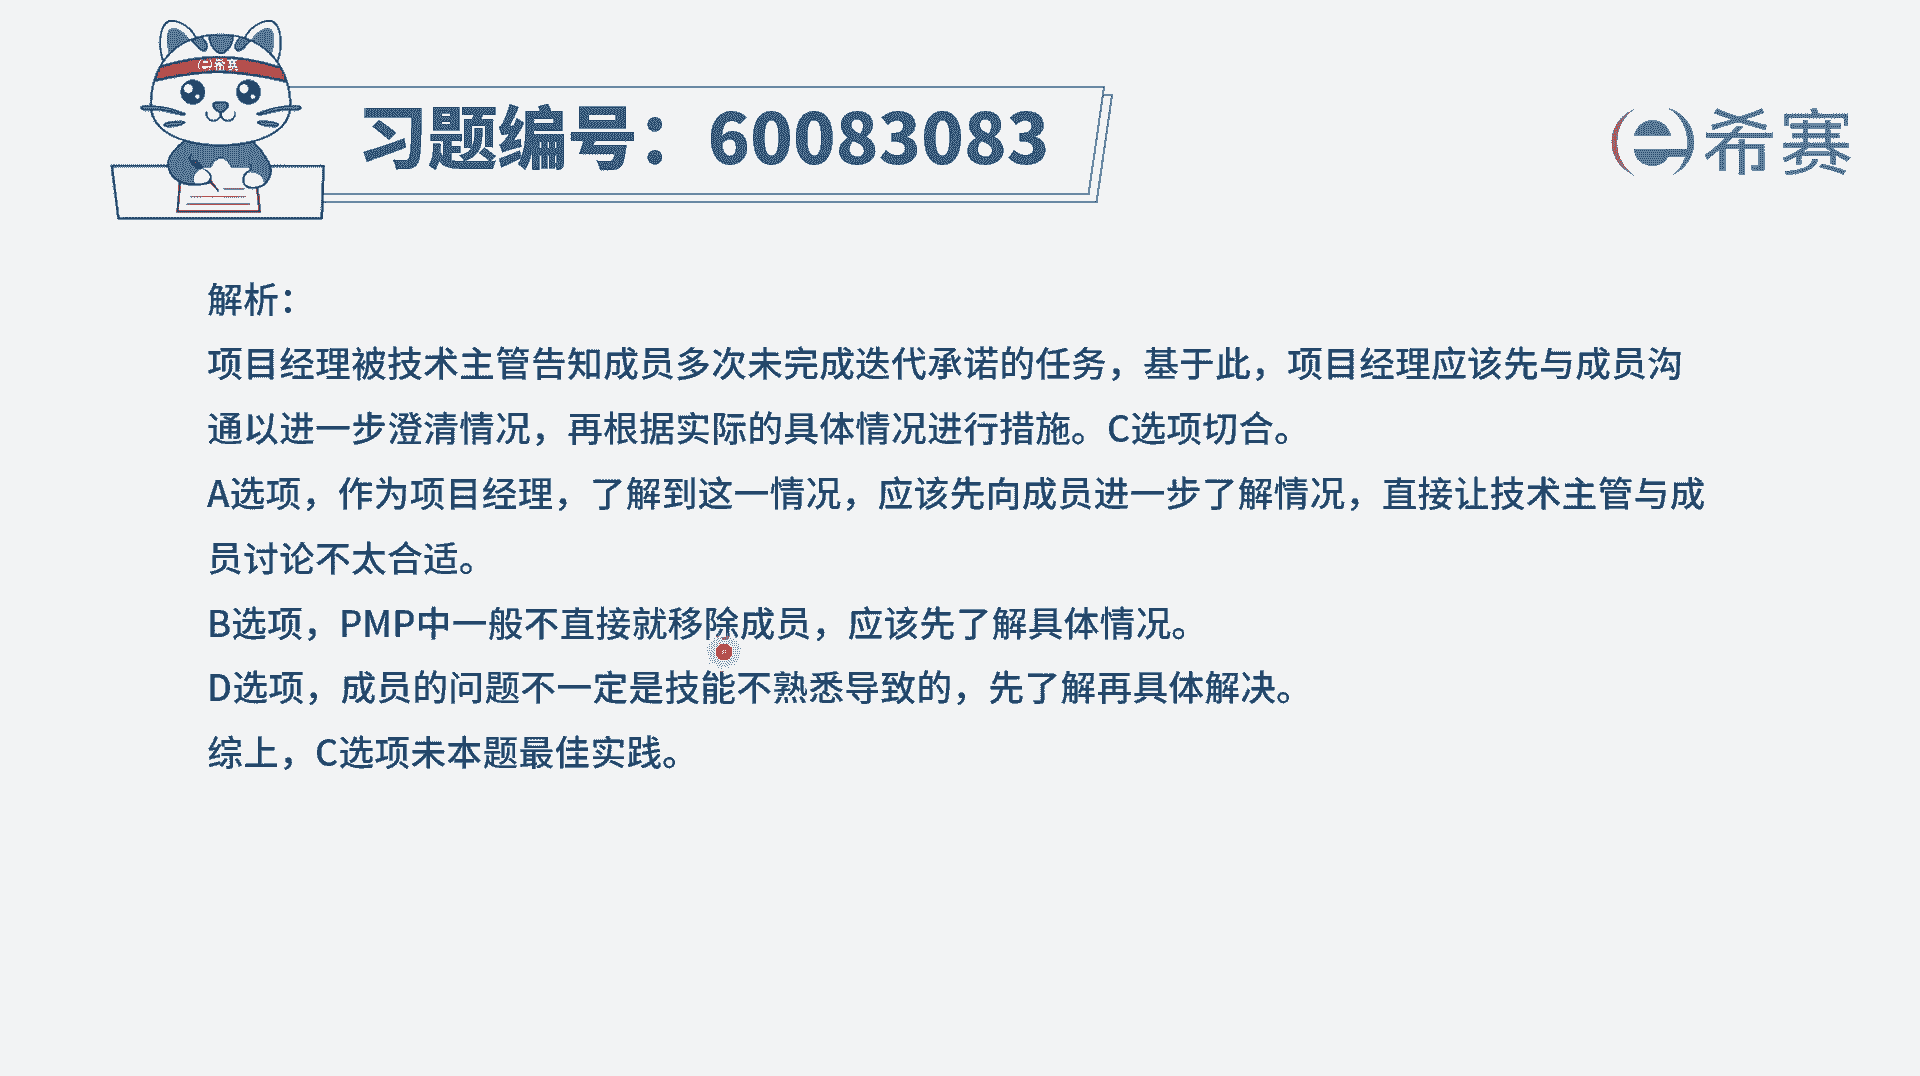 希赛
习题编号：60083083
希赛
解析：
项目经理被技术主管告知成员多次未完成迭代承诺的任务，基于此，项目经理应该先与成员沟
通以进一步澄清情况，再根据实际的具体情况进行措施。C选项切合。
A选项，作为项目经理，了解到这一情况，应该先向成员进一步了解情况，直接让技术主管与成
员讨论不太合适。
B选项，PMP中一般不直接就移除成员，应该先了解具体情况。
D选项，成员的问题不一定是技能不熟悉导致的，先了解再具体解决。
综上，C选项未本题最佳实践。